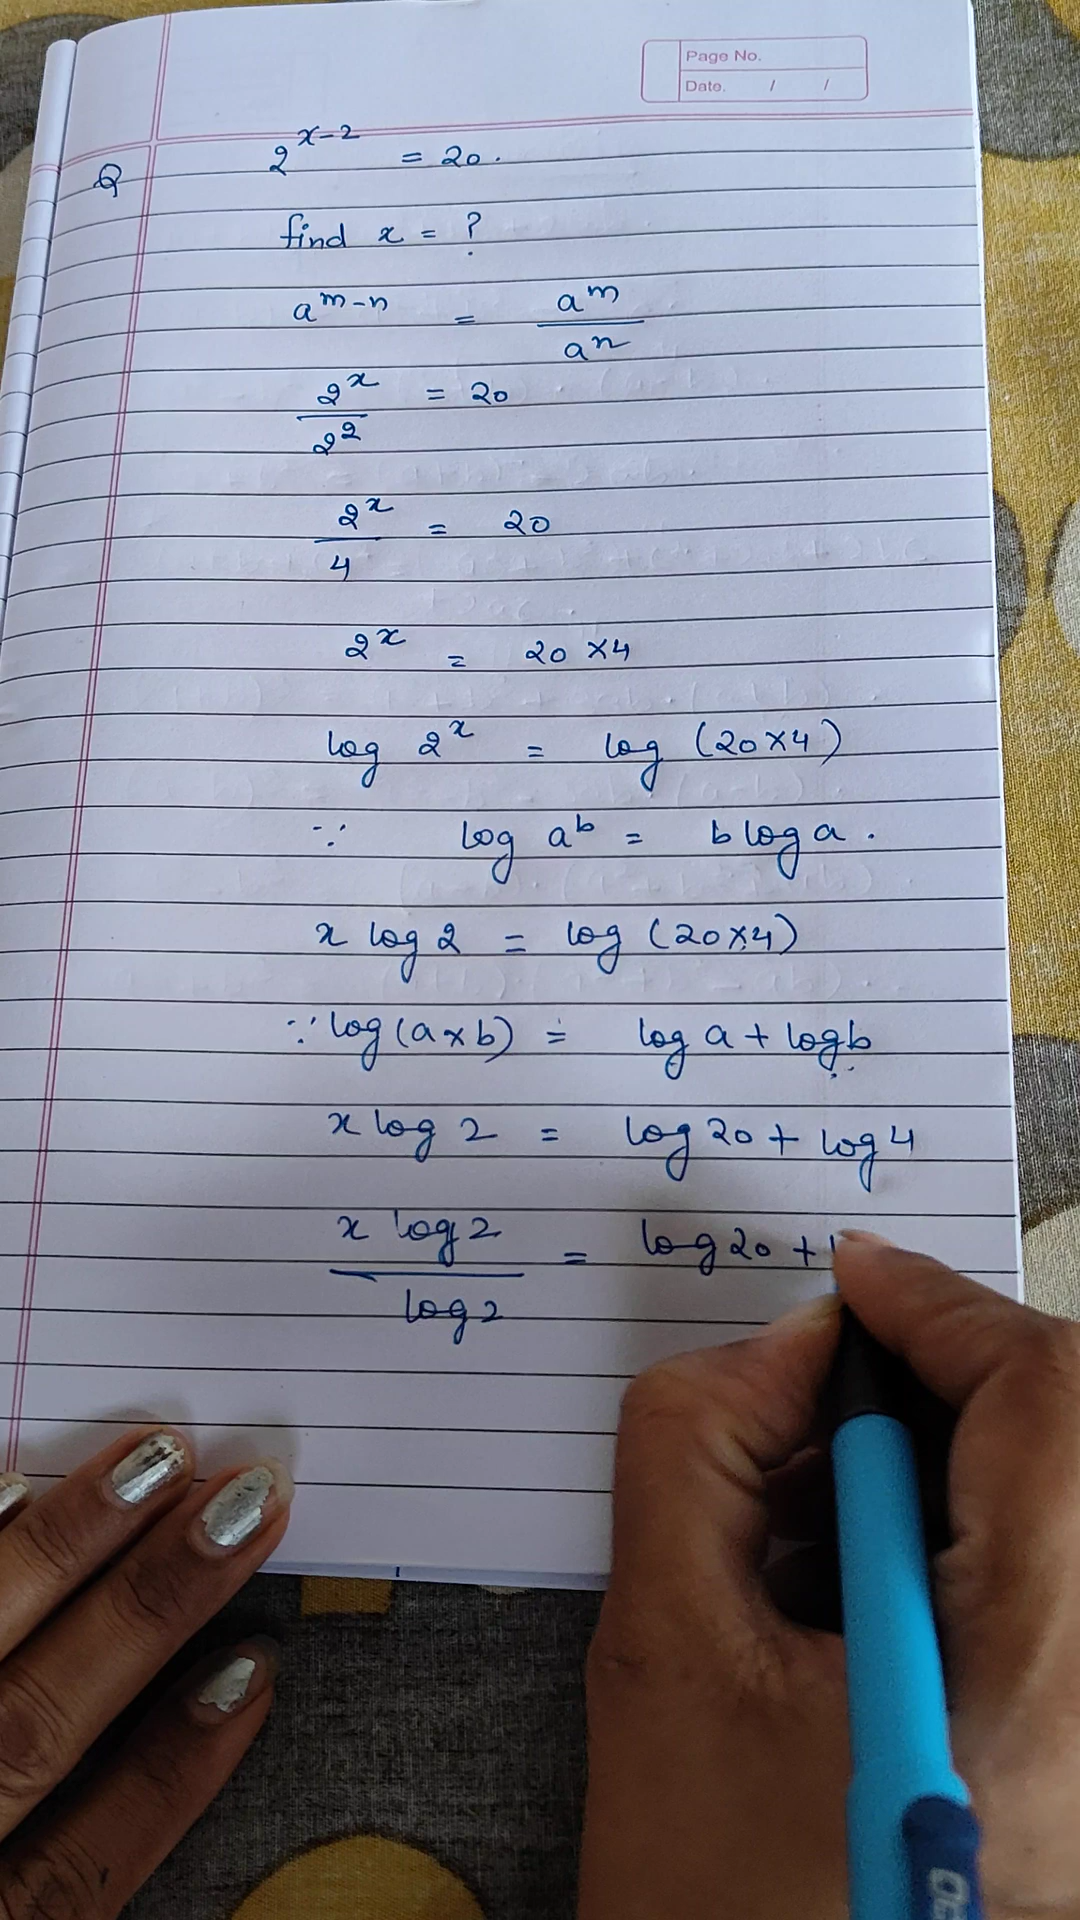 Page No.
Date. / /
Q 2^{x-2} = 20.
find x = ?
a^{m-n} = a^m / a^n
2^x / 2^2 = 20
2^x / 4 = 20
2^x = 20 × 4
log 2^x = log (20×4)
∵ log a^b = b log a.
x log 2 = log (20×4)
∵ log (a×b) = log a + log b
x log 2 = log 20 + log 4
x log 2 / log 2 = log 20 +